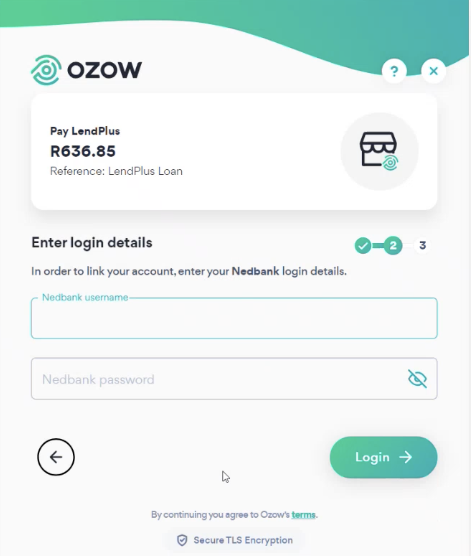 OZOW
?
Pay LendPlus
R636.85
Reference: LendPlus Loan
Enter login details
2 3
In order to link your account, enter your Nedbank login details.
Nedbank username
Nedbank password
Login
By continuing you agree to Ozow's terms.
Secure TLS Encryption